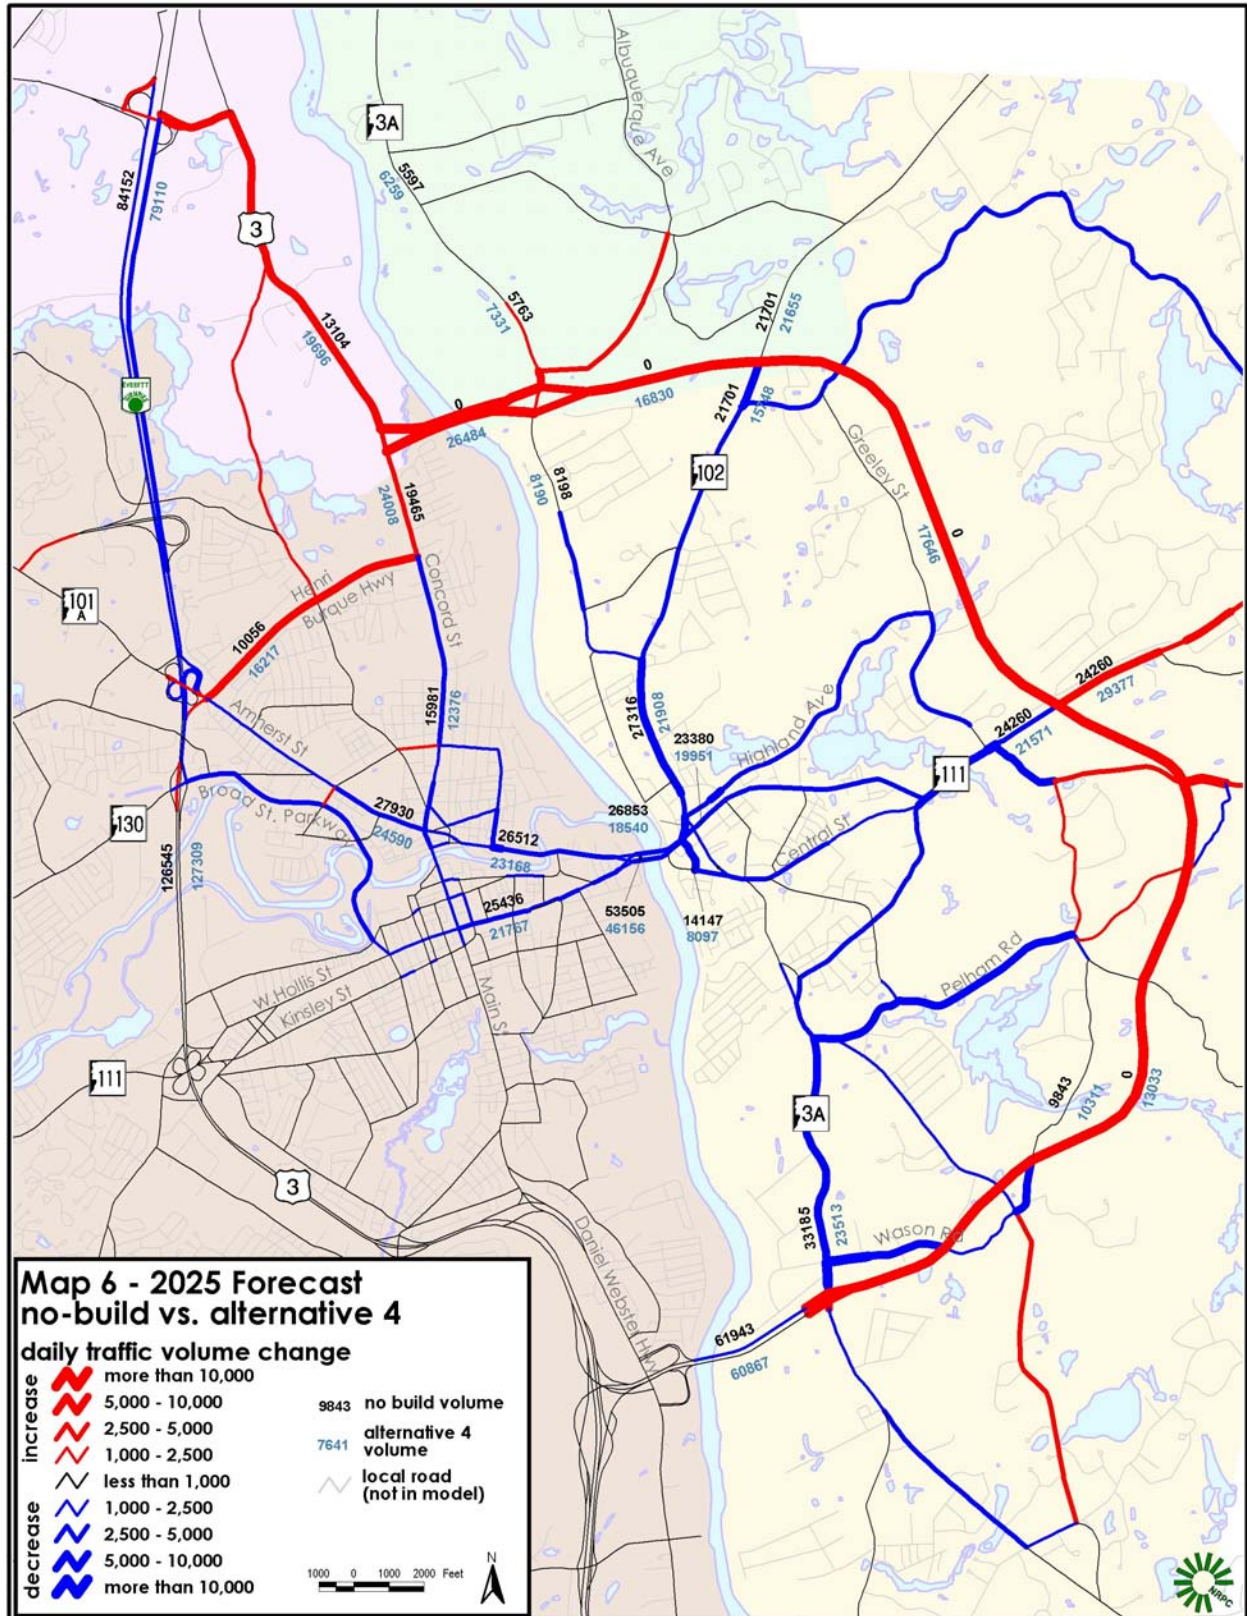 3A
Albuquerque Ave
5597
6259
84152
79110
3
5763
7331
21701
21655
13104
19696
0
16830
EVERETT
TURNPIKE
0
26484
21701
15748
Greeley St
102
8198
8190
19465
24008
0
17646
101
A
Henri
Burque Hwy
Concord St
10056
16217
24260
29377
Amherst St
15981
12376
27316
21908
23380
19951
Highland Ave
24260
21571
111
130
Broad St. Parkway
27930
24590
26853
18540
26512
23168
Central St
126545
127309
25436
21767
53505
46156
14147
8097
W.Hollis St
Kinsley St
Main St
Pelham Rd
111
3A
9843
10311
0
13033
3
33185
23513
Wason Rd
Daniel Webster Hwy
61943
60867
Map 6 - 2025 Forecast
no-build vs. alternative 4
daily traffic volume change
increase
more than 10,000
5,000 - 10,000
2,500 - 5,000
1,000 - 2,500
less than 1,000
decrease
1,000 - 2,500
2,500 - 5,000
5,000 - 10,000
more than 10,000
9843 no build volume
7641 alternative 4
volume
local road
(not in model)
1000 0 1000 2000 Feet
N
NRPC